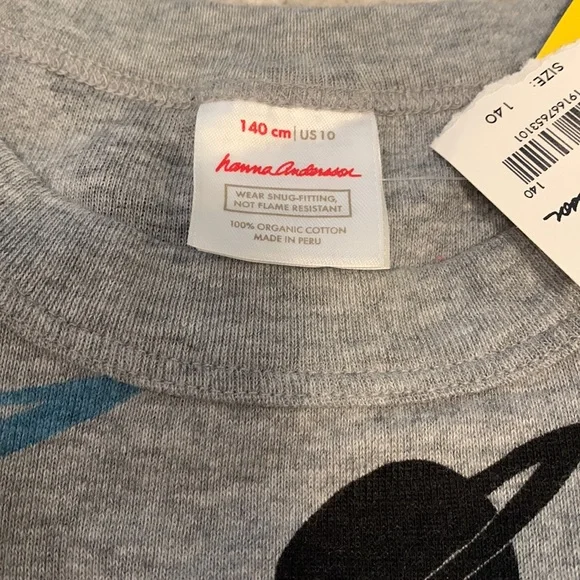 140 cm | US 10
hanna andersson
WEAR SNUG-FITTING,
NOT FLAME RESISTANT
100% ORGANIC COTTON
MADE IN PERU
SIZE: 140
191667653101
140